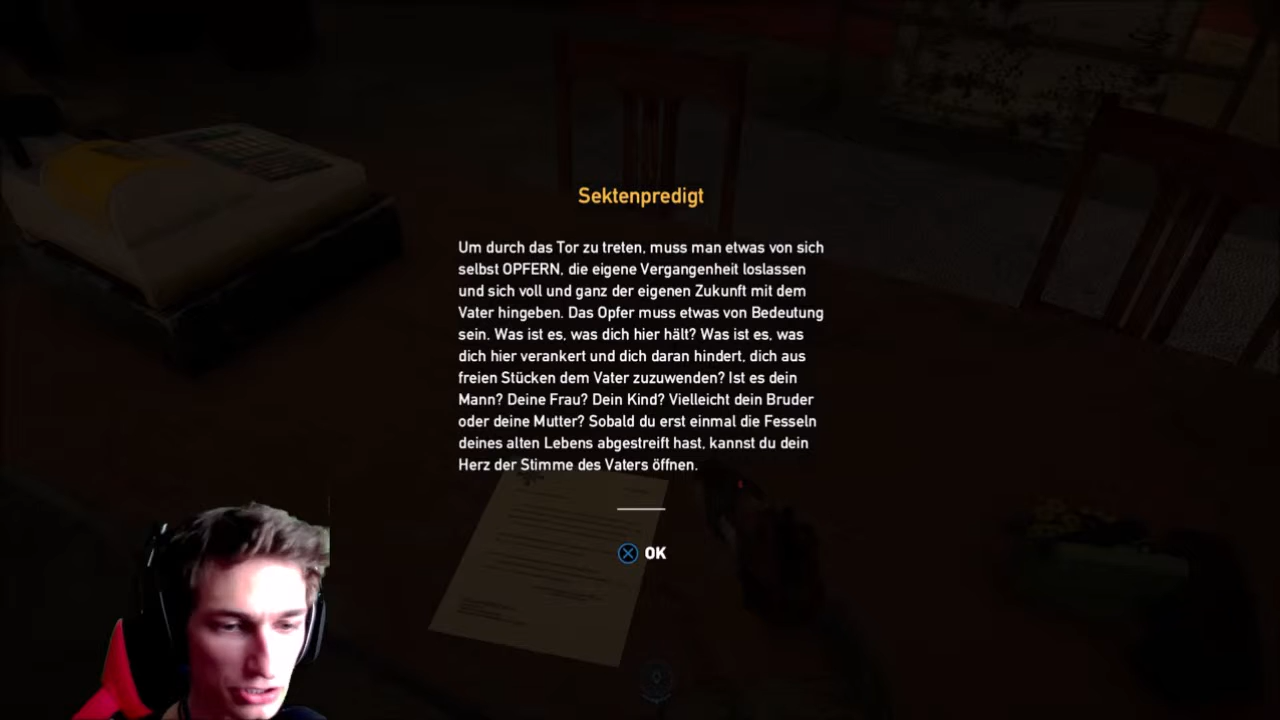 Sektenpredigt
Um durch das Tor zu treten, muss man etwas von sich
selbst OPFERN, die eigene Vergangenheit loslassen
und sich voll und ganz der eigenen Zukunft mit dem
Vater hingeben. Das Opfer muss etwas von Bedeutung
sein. Was ist es, was dich hier hält? Was ist es, was
dich hier verankert und dich daran hindert, dich aus
freien Stücken dem Vater zuzuwenden? Ist es dein
Mann? Deine Frau? Dein Kind? Vielleicht dein Bruder
oder deine Mutter? Sobald du erst einmal die Fesseln
deines alten Lebens abgestreift hast, kannst du dein
Herz der Stimme des Vaters öffnen.
OK